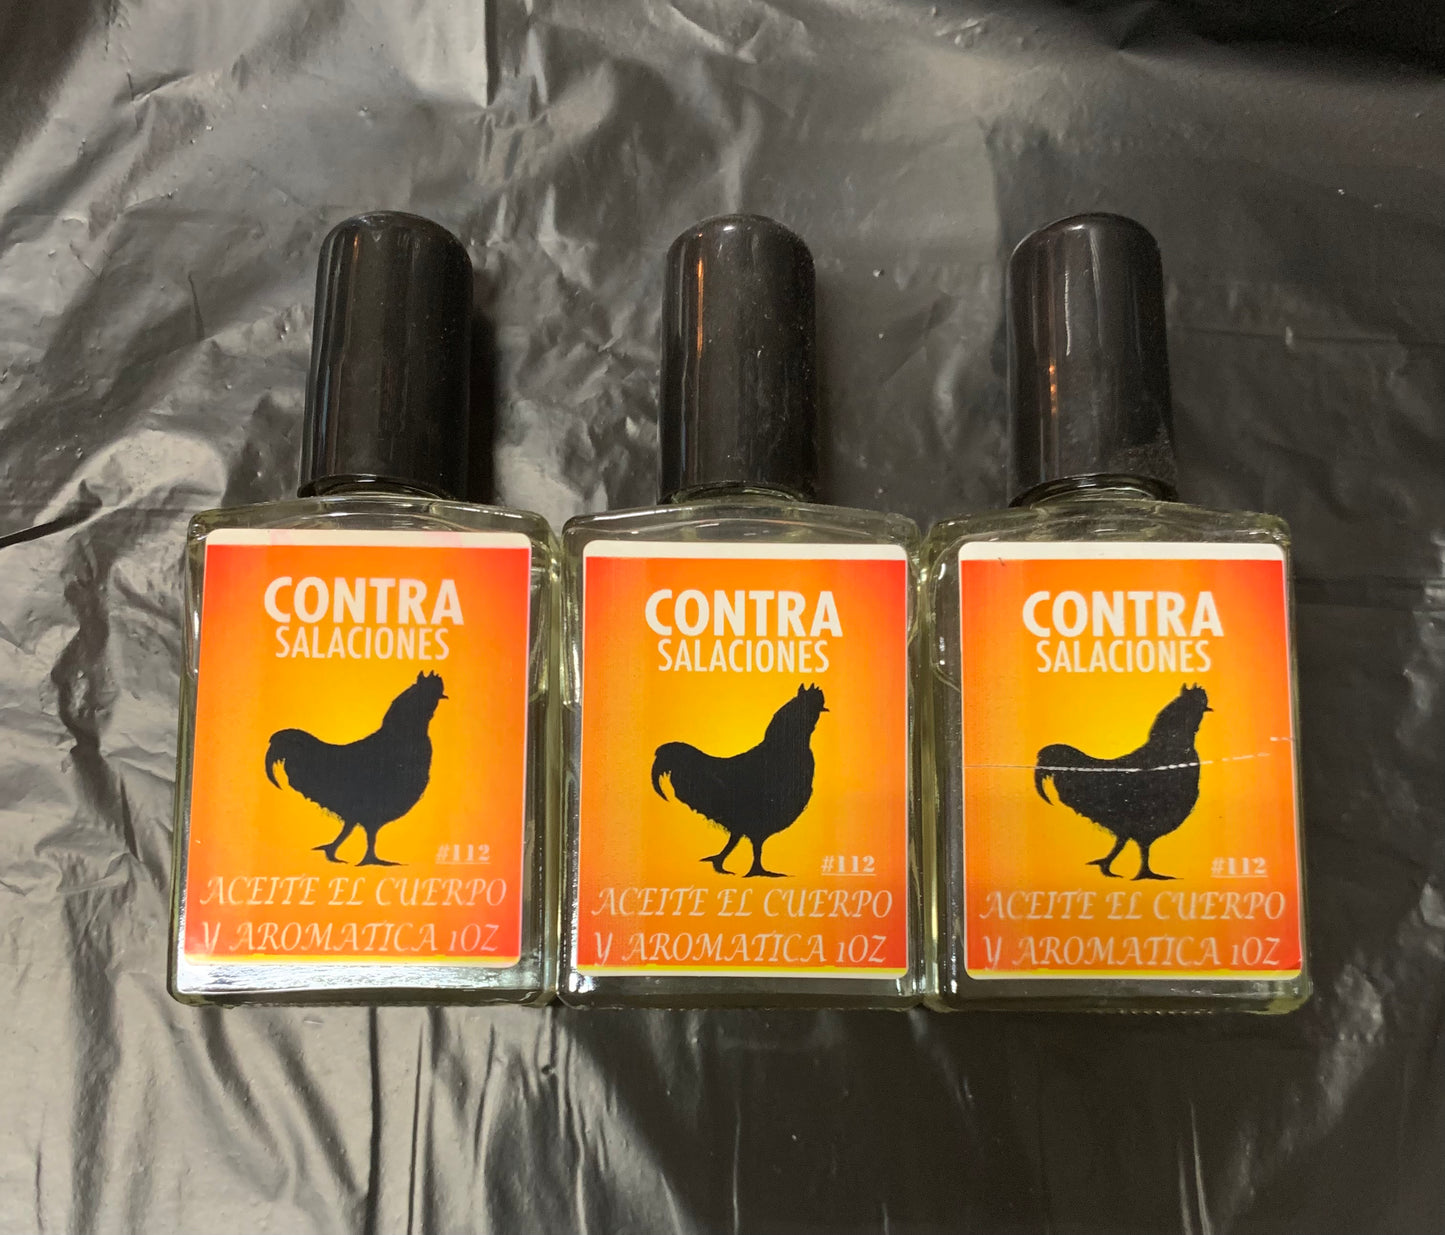 CONTRA
SALACIONES
#112
ACEITE EL CUERPO
Y AROMATICA 1OZ
CONTRA
SALACIONES
#112
ACEITE EL CUERPO
Y AROMATICA 1OZ
CONTRA
SALACIONES
#112
ACEITE EL CUERPO
Y AROMATICA 1OZ